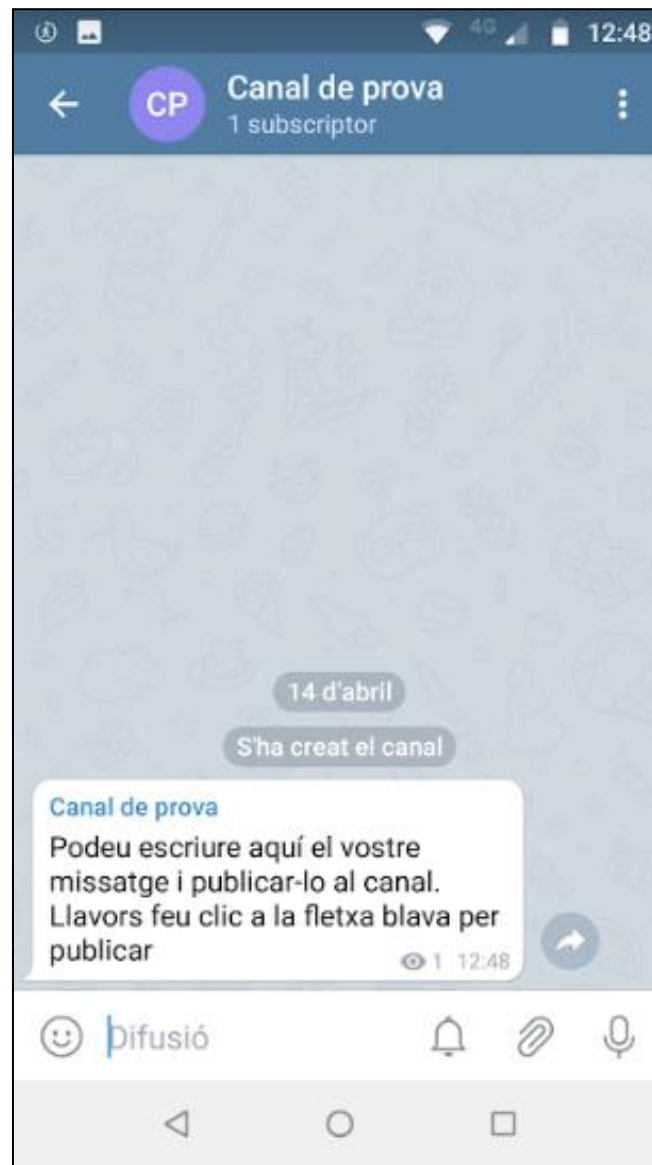 4G 12:48
CP
Canal de prova
1 subscriptor
14 d'abril
S'ha creat el canal
Canal de prova
Podeu escriure aquí el vostre
missatge i publicar-lo al canal.
Llavors feu clic a la fletxa blava per
publicar
1 12:48
Difusió